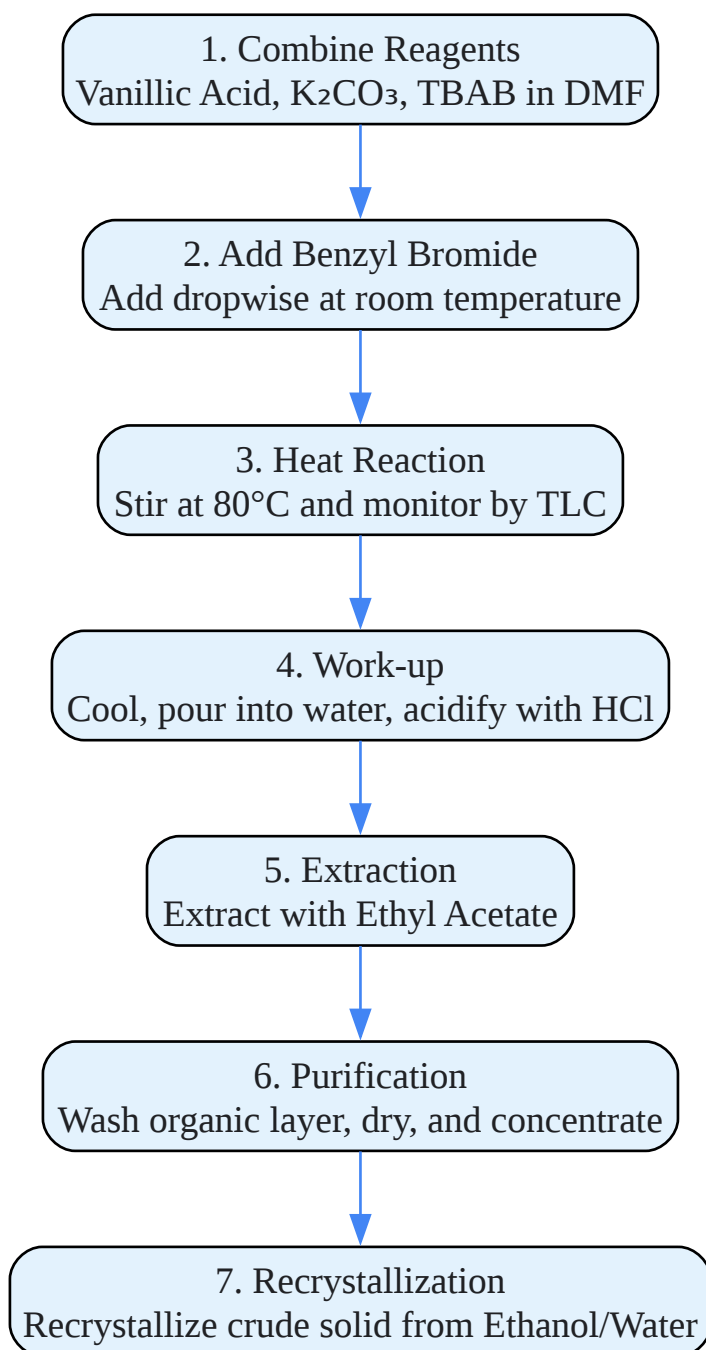 1. Combine Reagents
Vanillic Acid, K₂CO₃, TBAB in DMF
2. Add Benzyl Bromide
Add dropwise at room temperature
3. Heat Reaction
Stir at 80°C and monitor by TLC
4. Work-up
Cool, pour into water, acidify with HCl
5. Extraction
Extract with Ethyl Acetate
6. Purification
Wash organic layer, dry, and concentrate
7. Recrystallization
Recrystallize crude solid from Ethanol/Water